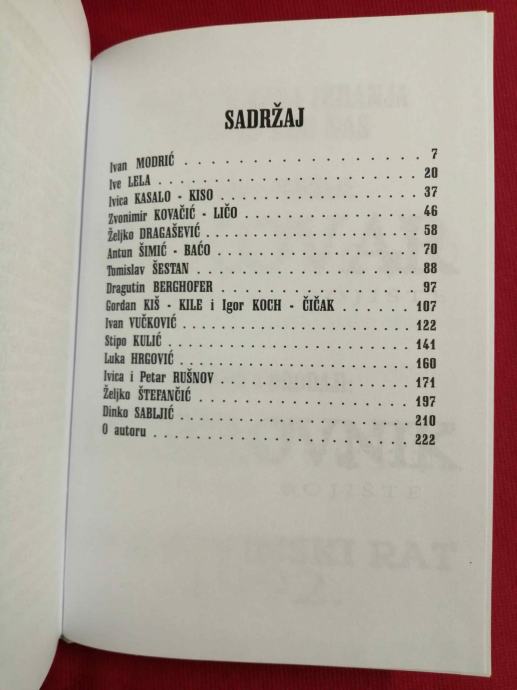 SADRŽAJ
Ivan MODRIĆ . . . . . . . . . . . . . . . . . . . . . . . 7
Ive LELA . . . . . . . . . . . . . . . . . . . . . . . . . 20
Ivica KASALO - KISO . . . . . . . . . . . . . . . . . . . 37
Zvonimir KOVAČIĆ - LIČO . . . . . . . . . . . . . . . . 46
Željko DRAGAŠEVIĆ . . . . . . . . . . . . . . . . . . . . 58
Antun ŠIMIĆ - BAĆO . . . . . . . . . . . . . . . . . . . 70
Tomislav ŠESTAN . . . . . . . . . . . . . . . . . . . . . 88
Dragutin BERGHOFER . . . . . . . . . . . . . . . . . . . 97
Gordan KIŠ - KILE i Igor KOCH - ČIČAK . . . . . . . . 107
Ivan VUČKOVIĆ . . . . . . . . . . . . . . . . . . . . . . 122
Stipo KULIĆ . . . . . . . . . . . . . . . . . . . . . . . 141
Luka HRGOVIĆ . . . . . . . . . . . . . . . . . . . . . . 160
Ivica i Petar RUŠNOV . . . . . . . . . . . . . . . . . . 171
Željko ŠTEFANČIĆ . . . . . . . . . . . . . . . . . . . . 197
Dinko SABLJIĆ . . . . . . . . . . . . . . . . . . . . . . 210
O autoru . . . . . . . . . . . . . . . . . . . . . . . . . 222
BOJIŠTE
RAT